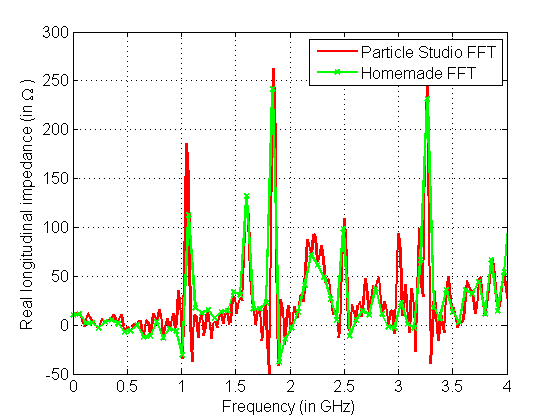 300
250
200
150
100
50
0
-50
Real longitudinal impedance (in Ω )
Particle Studio FFT
Homemade FFT
0 0.5 1 1.5 2 2.5 3 3.5 4
Frequency (in GHz)